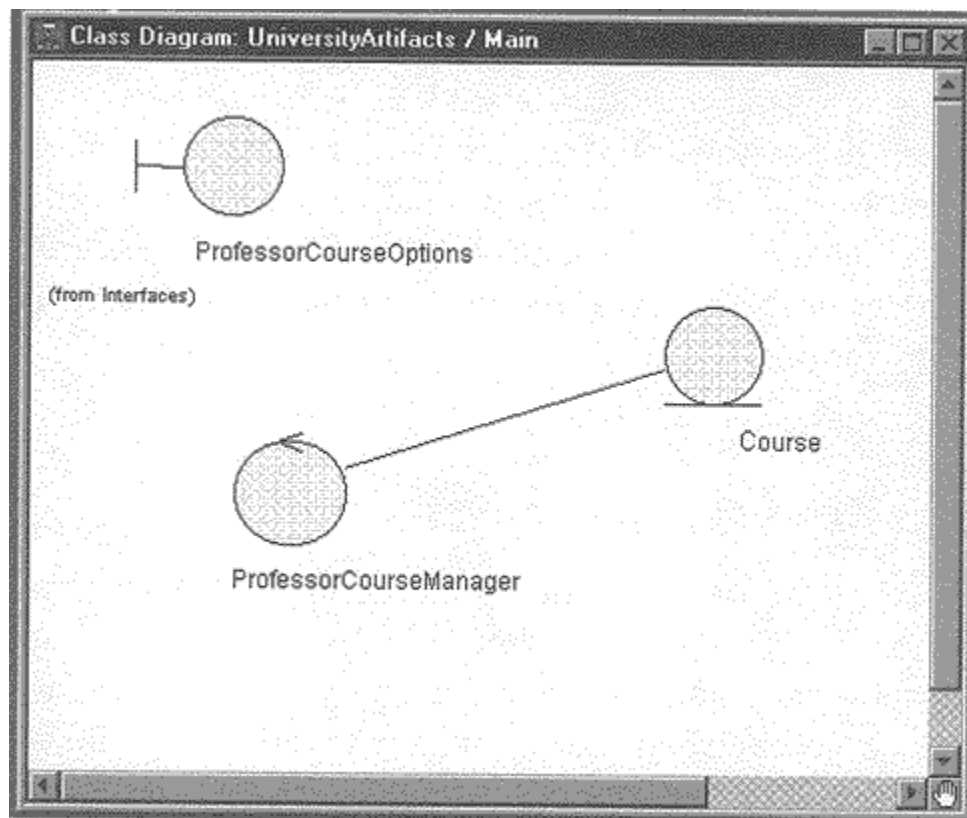 Class Diagram: UniversityArtifacts / Main
ProfessorCourseOptions
(from Interfaces)
Course
ProfessorCourseManager